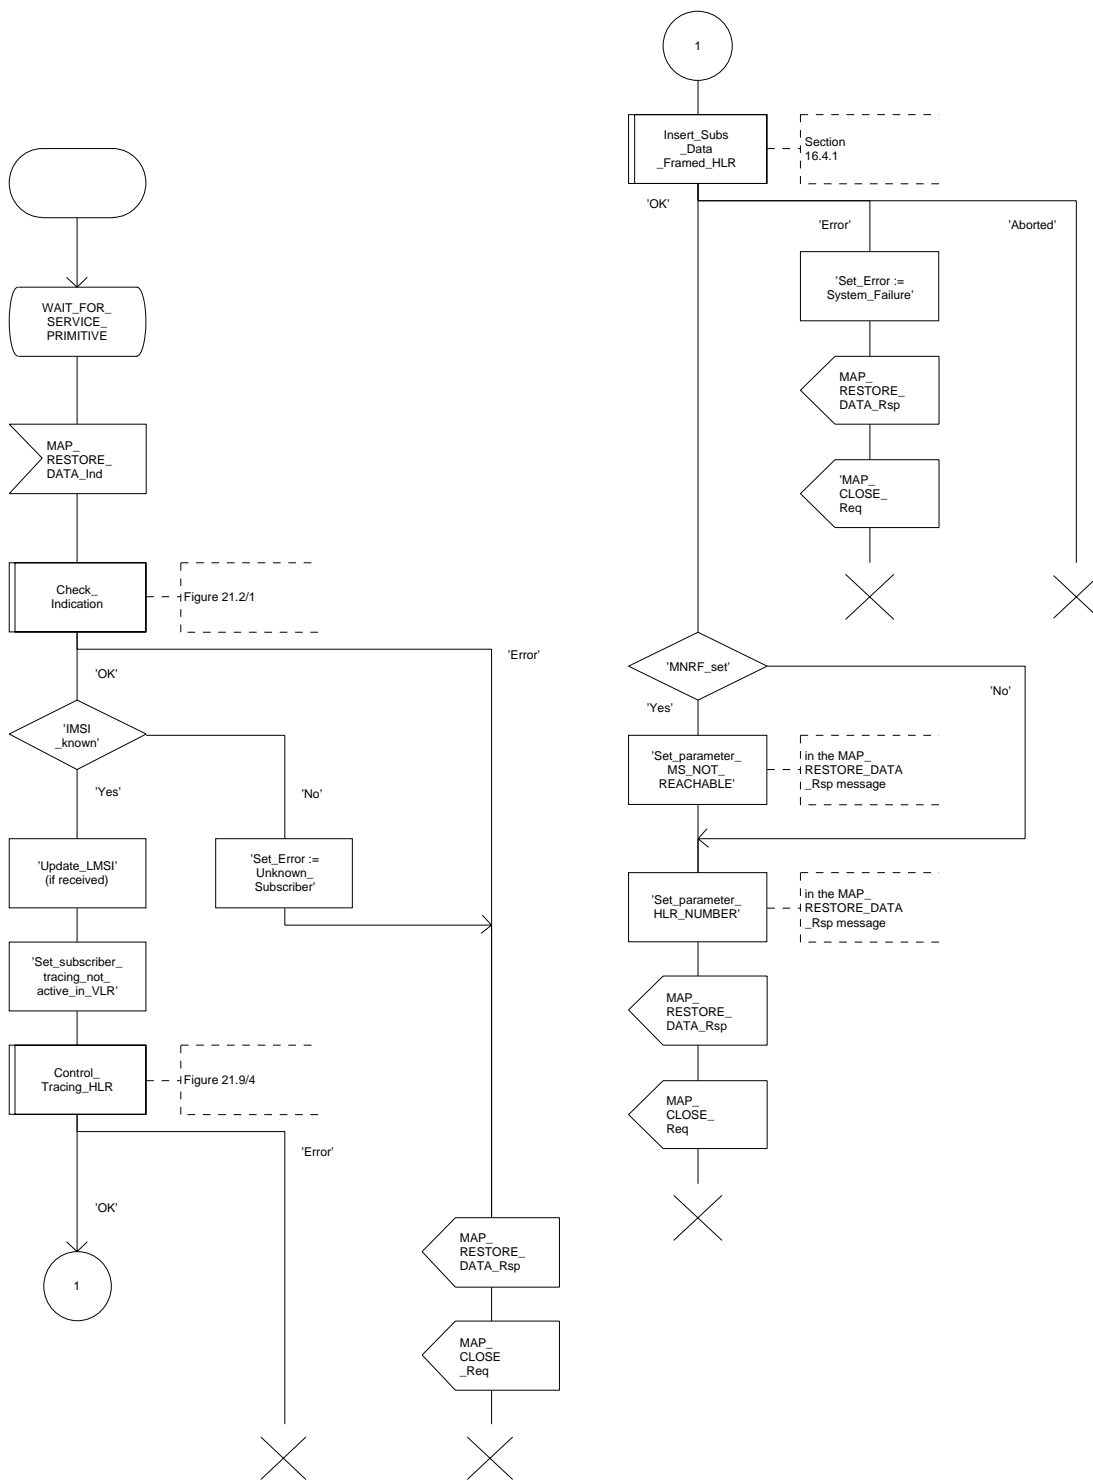 WAIT_FOR_
SERVICE_
PRIMITIVE
MAP_
RESTORE_
DATA_Ind
Check_
Indication
Figure 21.2/1
'Error'
'OK'
'IMSI
_known'
'Yes'
'No'
'Update_LMSI'
(if received)
'Set_Error :=
Unknown_
Subscriber'
'Set_subscriber_
tracing_not_
active_in_VLR'
Control_
Tracing_HLR
Figure 21.9/4
'Error'
'OK'
1
MAP_
RESTORE_
DATA_Rsp
MAP_
CLOSE
_Req
1
Insert_Subs
_Data
_Framed_HLR
Section
16.4.1
'OK'
'Error'
'Aborted'
'Set_Error :=
System_Failure'
MAP_
RESTORE_
DATA_Rsp
'MAP_
CLOSE_
Req
'MNRF_set'
'No'
'Yes'
'Set_parameter_
MS_NOT_
REACHABLE'
in the MAP_
RESTORE_DATA
_Rsp message
'Set_parameter_
HLR_NUMBER'
in the MAP_
RESTORE_DATA
_Rsp message
MAP_
RESTORE_
DATA_Rsp
MAP_
CLOSE_
Req